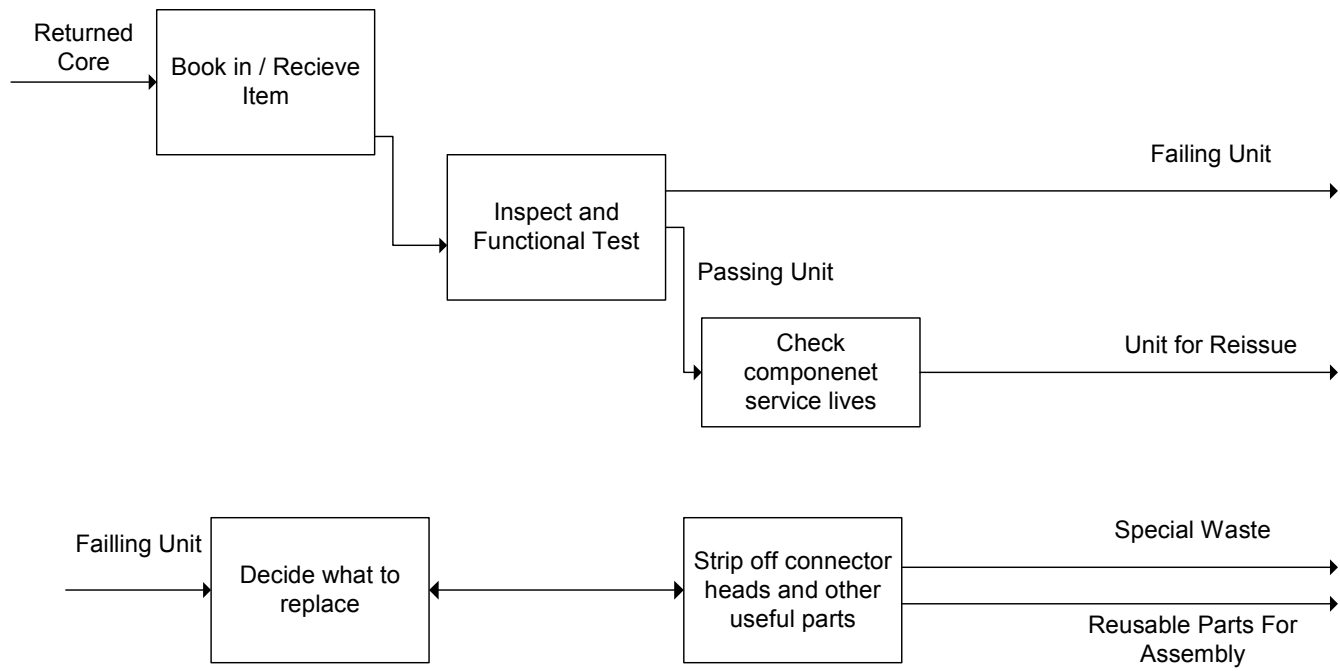 Returned
Core
Book in / Recieve
Item
Failing Unit
Inspect and
Functional Test
Passing Unit
Check
componenet
service lives
Unit for Reissue
Failling Unit
Decide what to
replace
Strip off connector
heads and other
useful parts
Special Waste
Reusable Parts For
Assembly